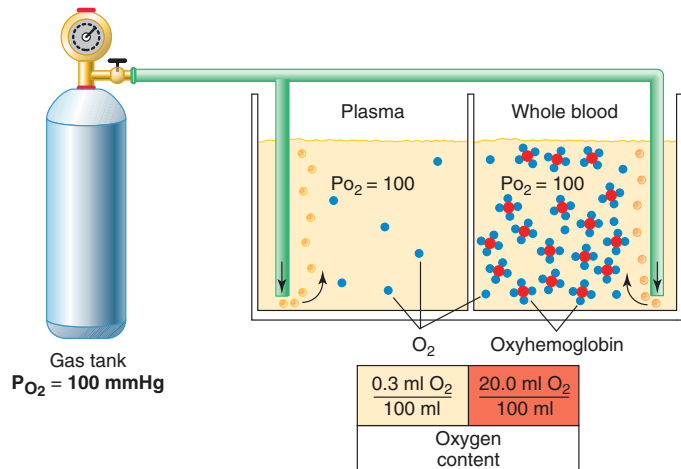 Plasma
Whole blood
Po₂ = 100
Po₂ = 100
O₂
Oxyhemoglobin
Gas tank
PO₂ = 100 mmHg
0.3 ml O₂
100 ml
20.0 ml O₂
100 ml
Oxygen
content